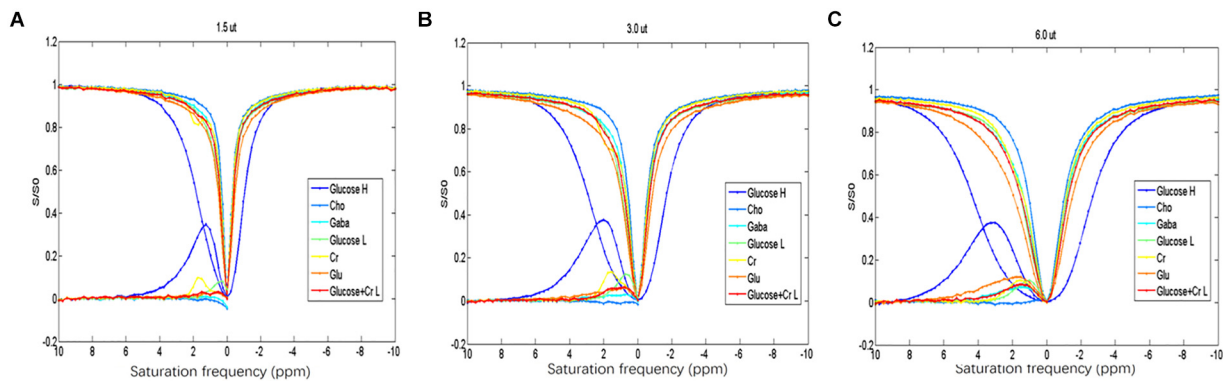 A
1.5 ut
1.2
1
0.8
0.6
0.4
0.2
0
-0.2
s/so
10 8 6 4 2 0 -2 -4 -6 -8 -10
Saturation frequency (ppm)
Glucose H
Cho
Gaba
Glucose L
Cr
Glu
Glucose+Cr L
B
3.0 ut
1.2
1
0.8
0.6
0.4
0.2
0
-0.2
s/so
10 8 6 4 2 0 -2 -4 -6 -8 -10
Saturation frequency (ppm)
Glucose H
Cho
Gaba
Glucose L
Cr
Glu
Glucose+Cr L
C
6.0 ut
1.2
1
0.8
0.6
0.4
0.2
0
-0.2
s/so
10 8 6 4 2 0 -2 -4 -6 -8 -10
Saturation frequency (ppm)
Glucose H
Cho
Gaba
Glucose L
Cr
Glu
Glucose+Cr L